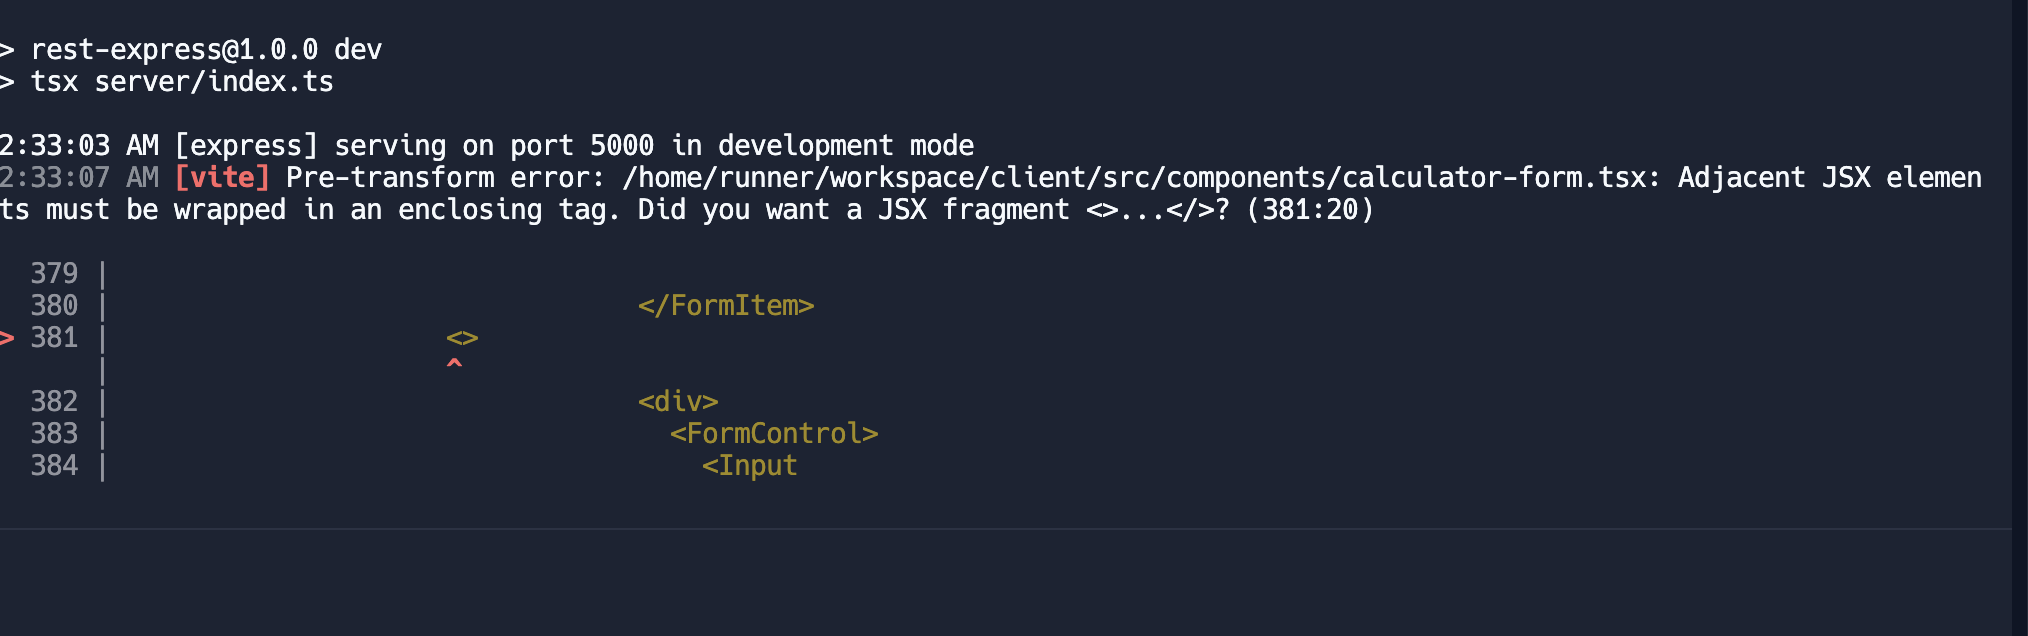 > rest-express@1.0.0 dev
> tsx server/index.ts
2:33:03 AM [express] serving on port 5000 in development mode
2:33:07 AM [vite] Pre-transform error: /home/runner/workspace/client/src/components/calculator-form.tsx: Adjacent JSX elemen
ts must be wrapped in an enclosing tag. Did you want a JSX fragment <>...</>? (381:20)
379 |
380 | </FormItem>
> 381 | <>
| ^
382 | <div>
383 | <FormControl>
384 | <Input